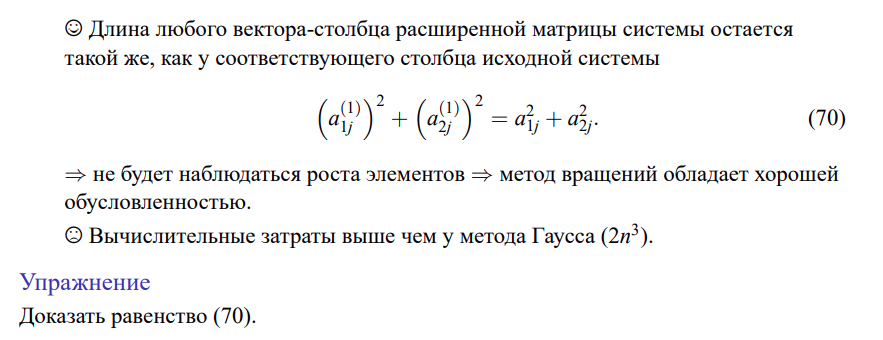 ☺ Длина любого вектора-столбца расширенной матрицы системы остается
такой же, как у соответствующего столбца исходной системы
(a_{1j}^{(1)})^2 + (a_{2j}^{(1)})^2 = a_{1j}^2 + a_{2j}^2. (70)
⇒ не будет наблюдаться роста элементов ⇒ метод вращений обладает хорошей
обусловленностью.
☹ Вычислительные затраты выше чем у метода Гаусса (2n^3).
Упражнение
Доказать равенство (70).